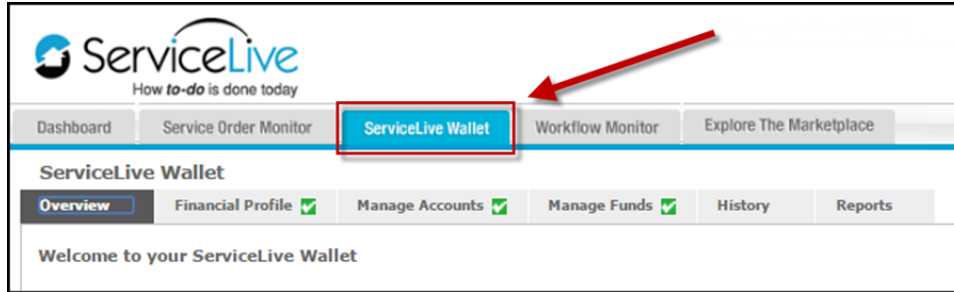 ServiceLive
How to-do is done today
Dashboard Service Order Monitor ServiceLive Wallet Workflow Monitor Explore The Marketplace
ServiceLive Wallet
Overview Financial Profile Manage Accounts Manage Funds History Reports
Welcome to your ServiceLive Wallet